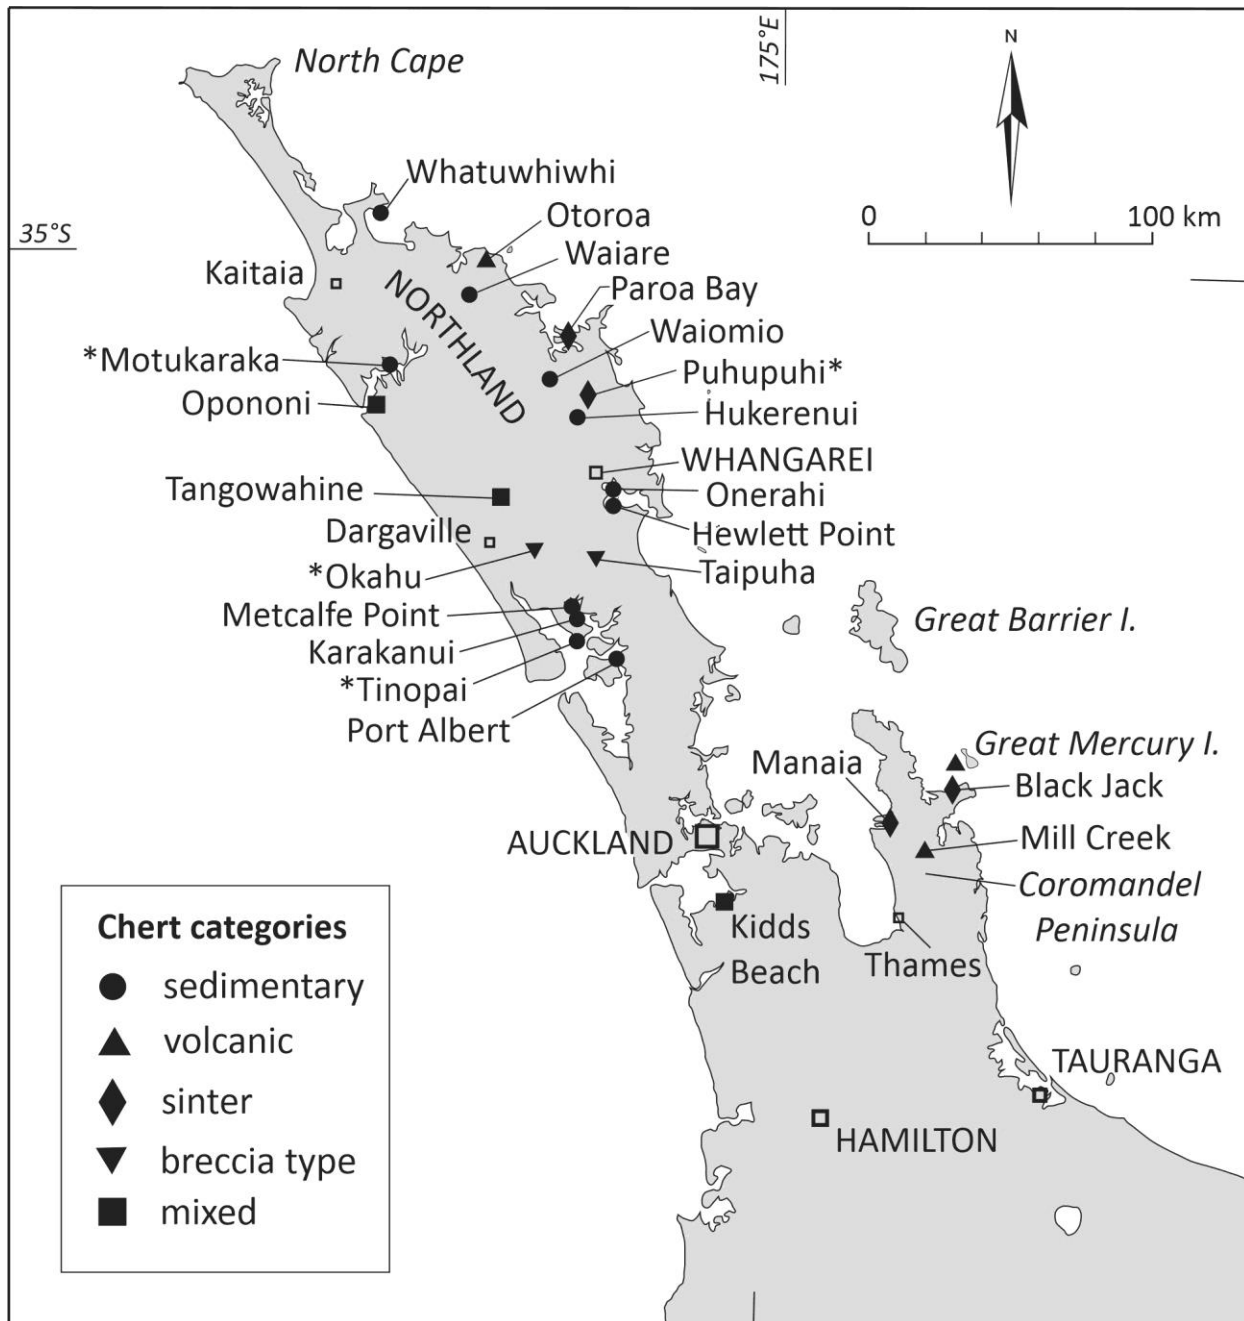 North Cape
175°E
N
Whatuwhiwhi
0 100 km
Otoroa
35°S
Waiare
Kaitaia
Paroa Bay
NORTHLAND
Waiomio
*Motukaraka
Puhupuhi*
Opononi
Hukerenui
WHANGAREI
Tangowahine
Onerahi
Dargaville
Hewlett Point
*Okahu
Taipuha
Metcalfe Point
Great Barrier I.
Karakanui
*Tinopai
Port Albert
Great Mercury I.
Manaia
Black Jack
AUCKLAND
Mill Creek
Coromandel
Peninsula
Kidds
Beach
Thames
TAURANGA
HAMILTON
Chert categories
sedimentary
volcanic
sinter
breccia type
mixed